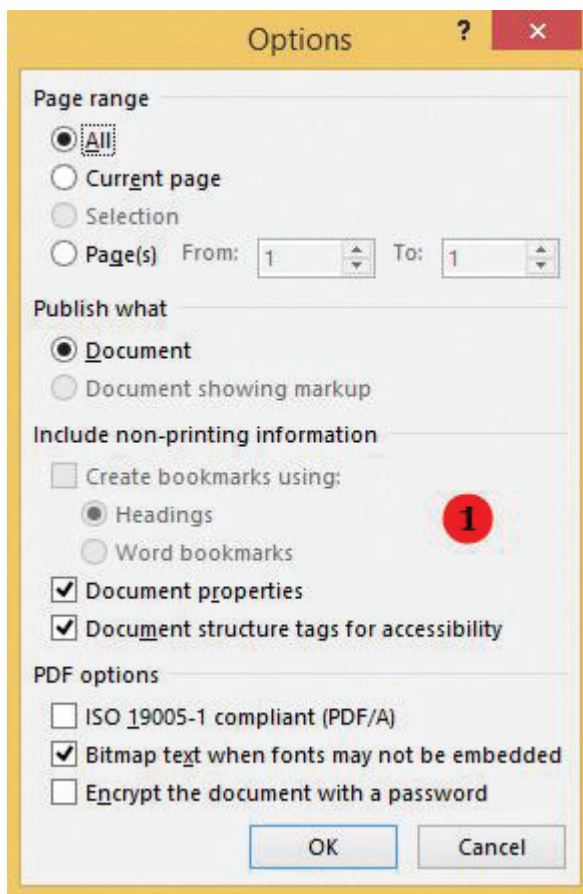 Options ? ×
Page range
All
Current page
Selection
Page(s) From: 1 To: 1
Publish what
Document
Document showing markup
Include non-printing information
Create bookmarks using:
Headings
1
Word bookmarks
Document properties
Document structure tags for accessibility
PDF options
ISO 19005-1 compliant (PDF/A)
Bitmap text when fonts may not be embedded
Encrypt the document with a password
OK Cancel